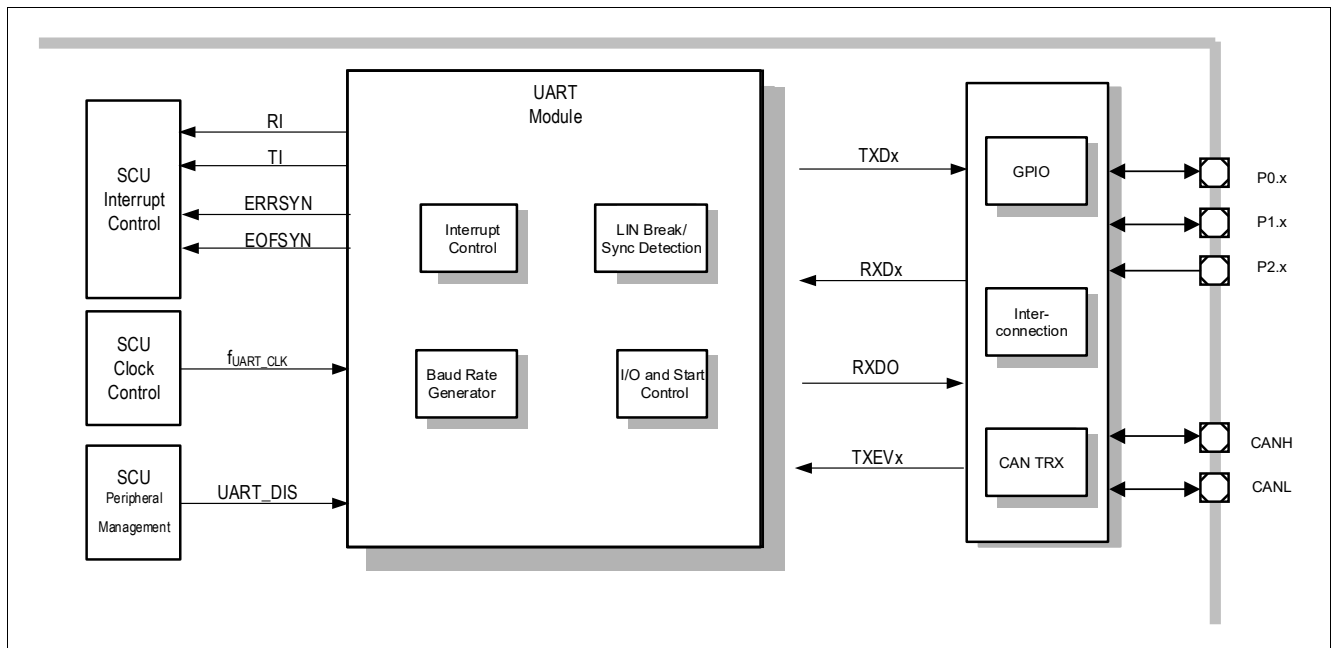 UART
Module
SCU
Interrupt
Control
RI
TI
ERRSYN
EOFSYN
SCU
Clock
Control
fUART_CLK
SCU
Peripheral
Management
UART_DIS
Interrupt
Control
LIN Break/
Sync Detection
Baud Rate
Generator
I/O and Start
Control
TXDx
RXDx
RXDO
TXEVx
GPIO
Inter-
connection
CAN TRX
P0.x
P1.x
P2.x
CANH
CANL